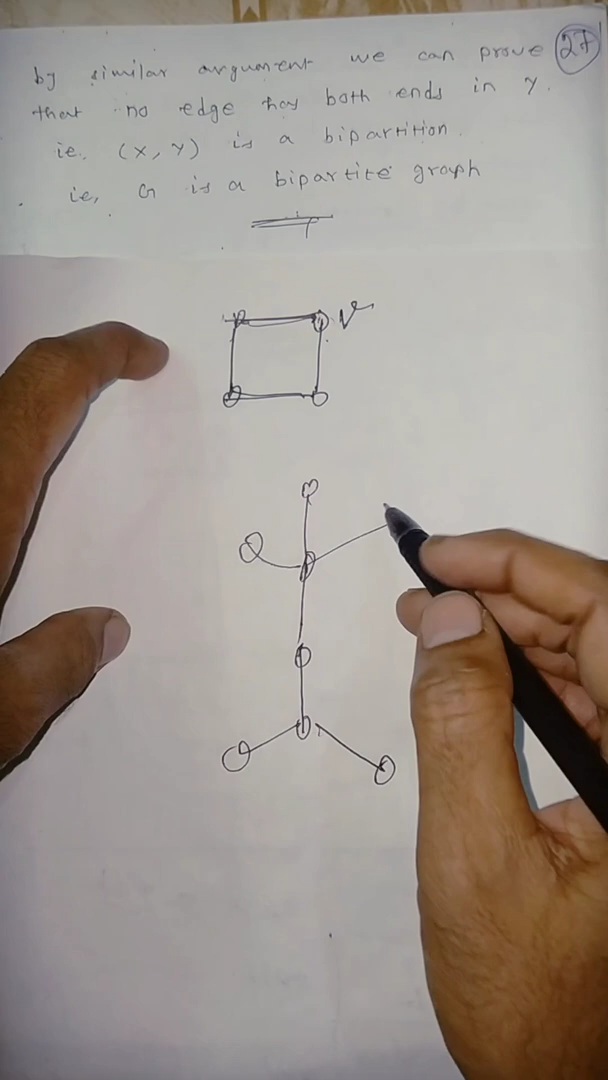 by similar argument we can prove 27
that no edge has both ends in Y.
ie. (X, Y) is a bipartition.
ie, G is a bipartite graph
v